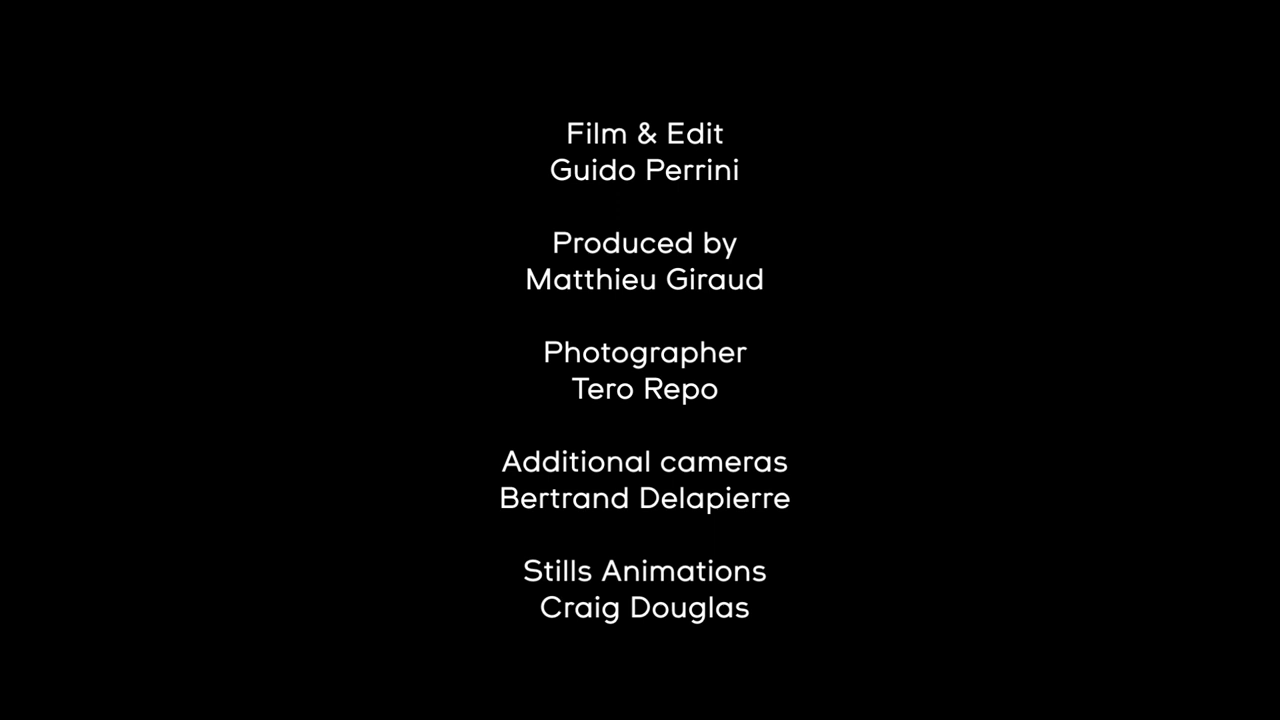 Film & Edit
Guido Perrini
Produced by
Matthieu Giraud
Photographer
Tero Repo
Additional cameras
Bertrand Delapierre
Stills Animations
Craig Douglas